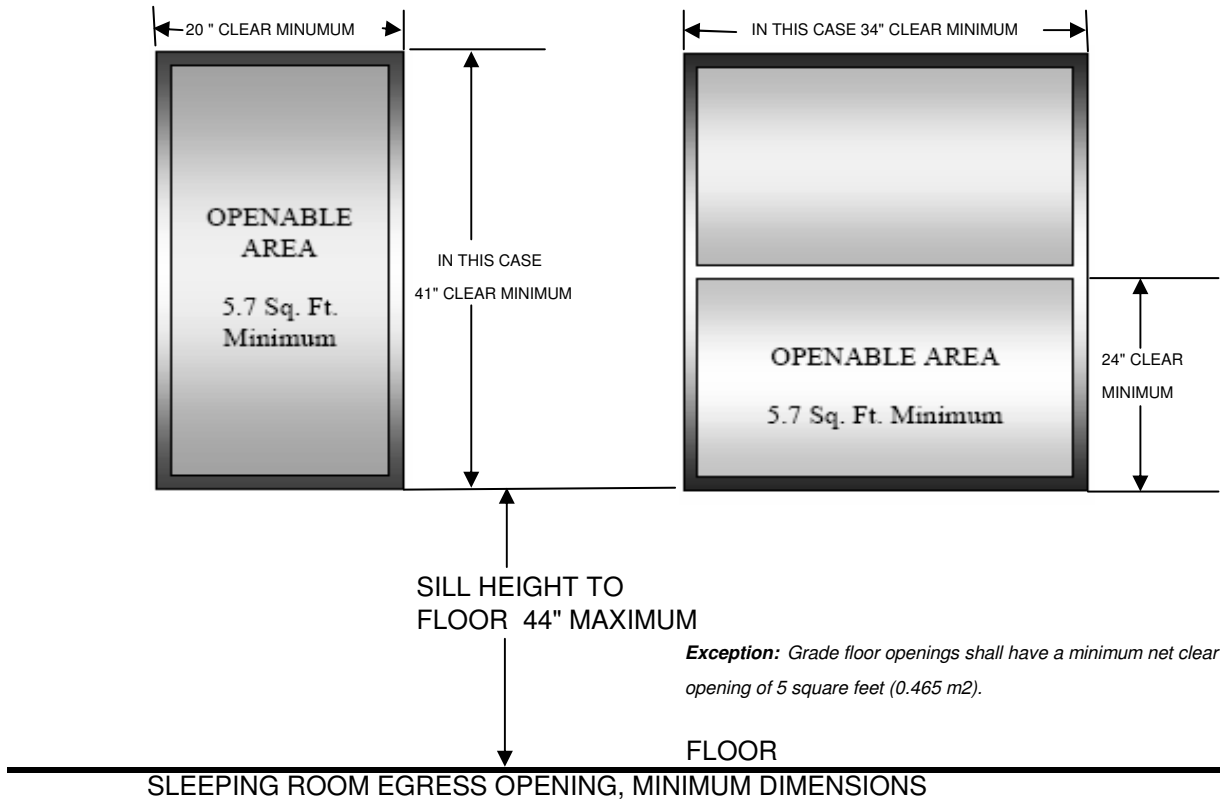 20 " CLEAR MINUMUM
IN THIS CASE 34" CLEAR MINIMUM
OPENABLE
AREA
5.7 Sq. Ft.
Minimum
IN THIS CASE
41" CLEAR MINIMUM
OPENABLE AREA
5.7 Sq. Ft. Minimum
24" CLEAR
MINIMUM
SILL HEIGHT TO
FLOOR 44" MAXIMUM
Exception: Grade floor openings shall have a minimum net clear
opening of 5 square feet (0.465 m2).
FLOOR
SLEEPING ROOM EGRESS OPENING, MINIMUM DIMENSIONS